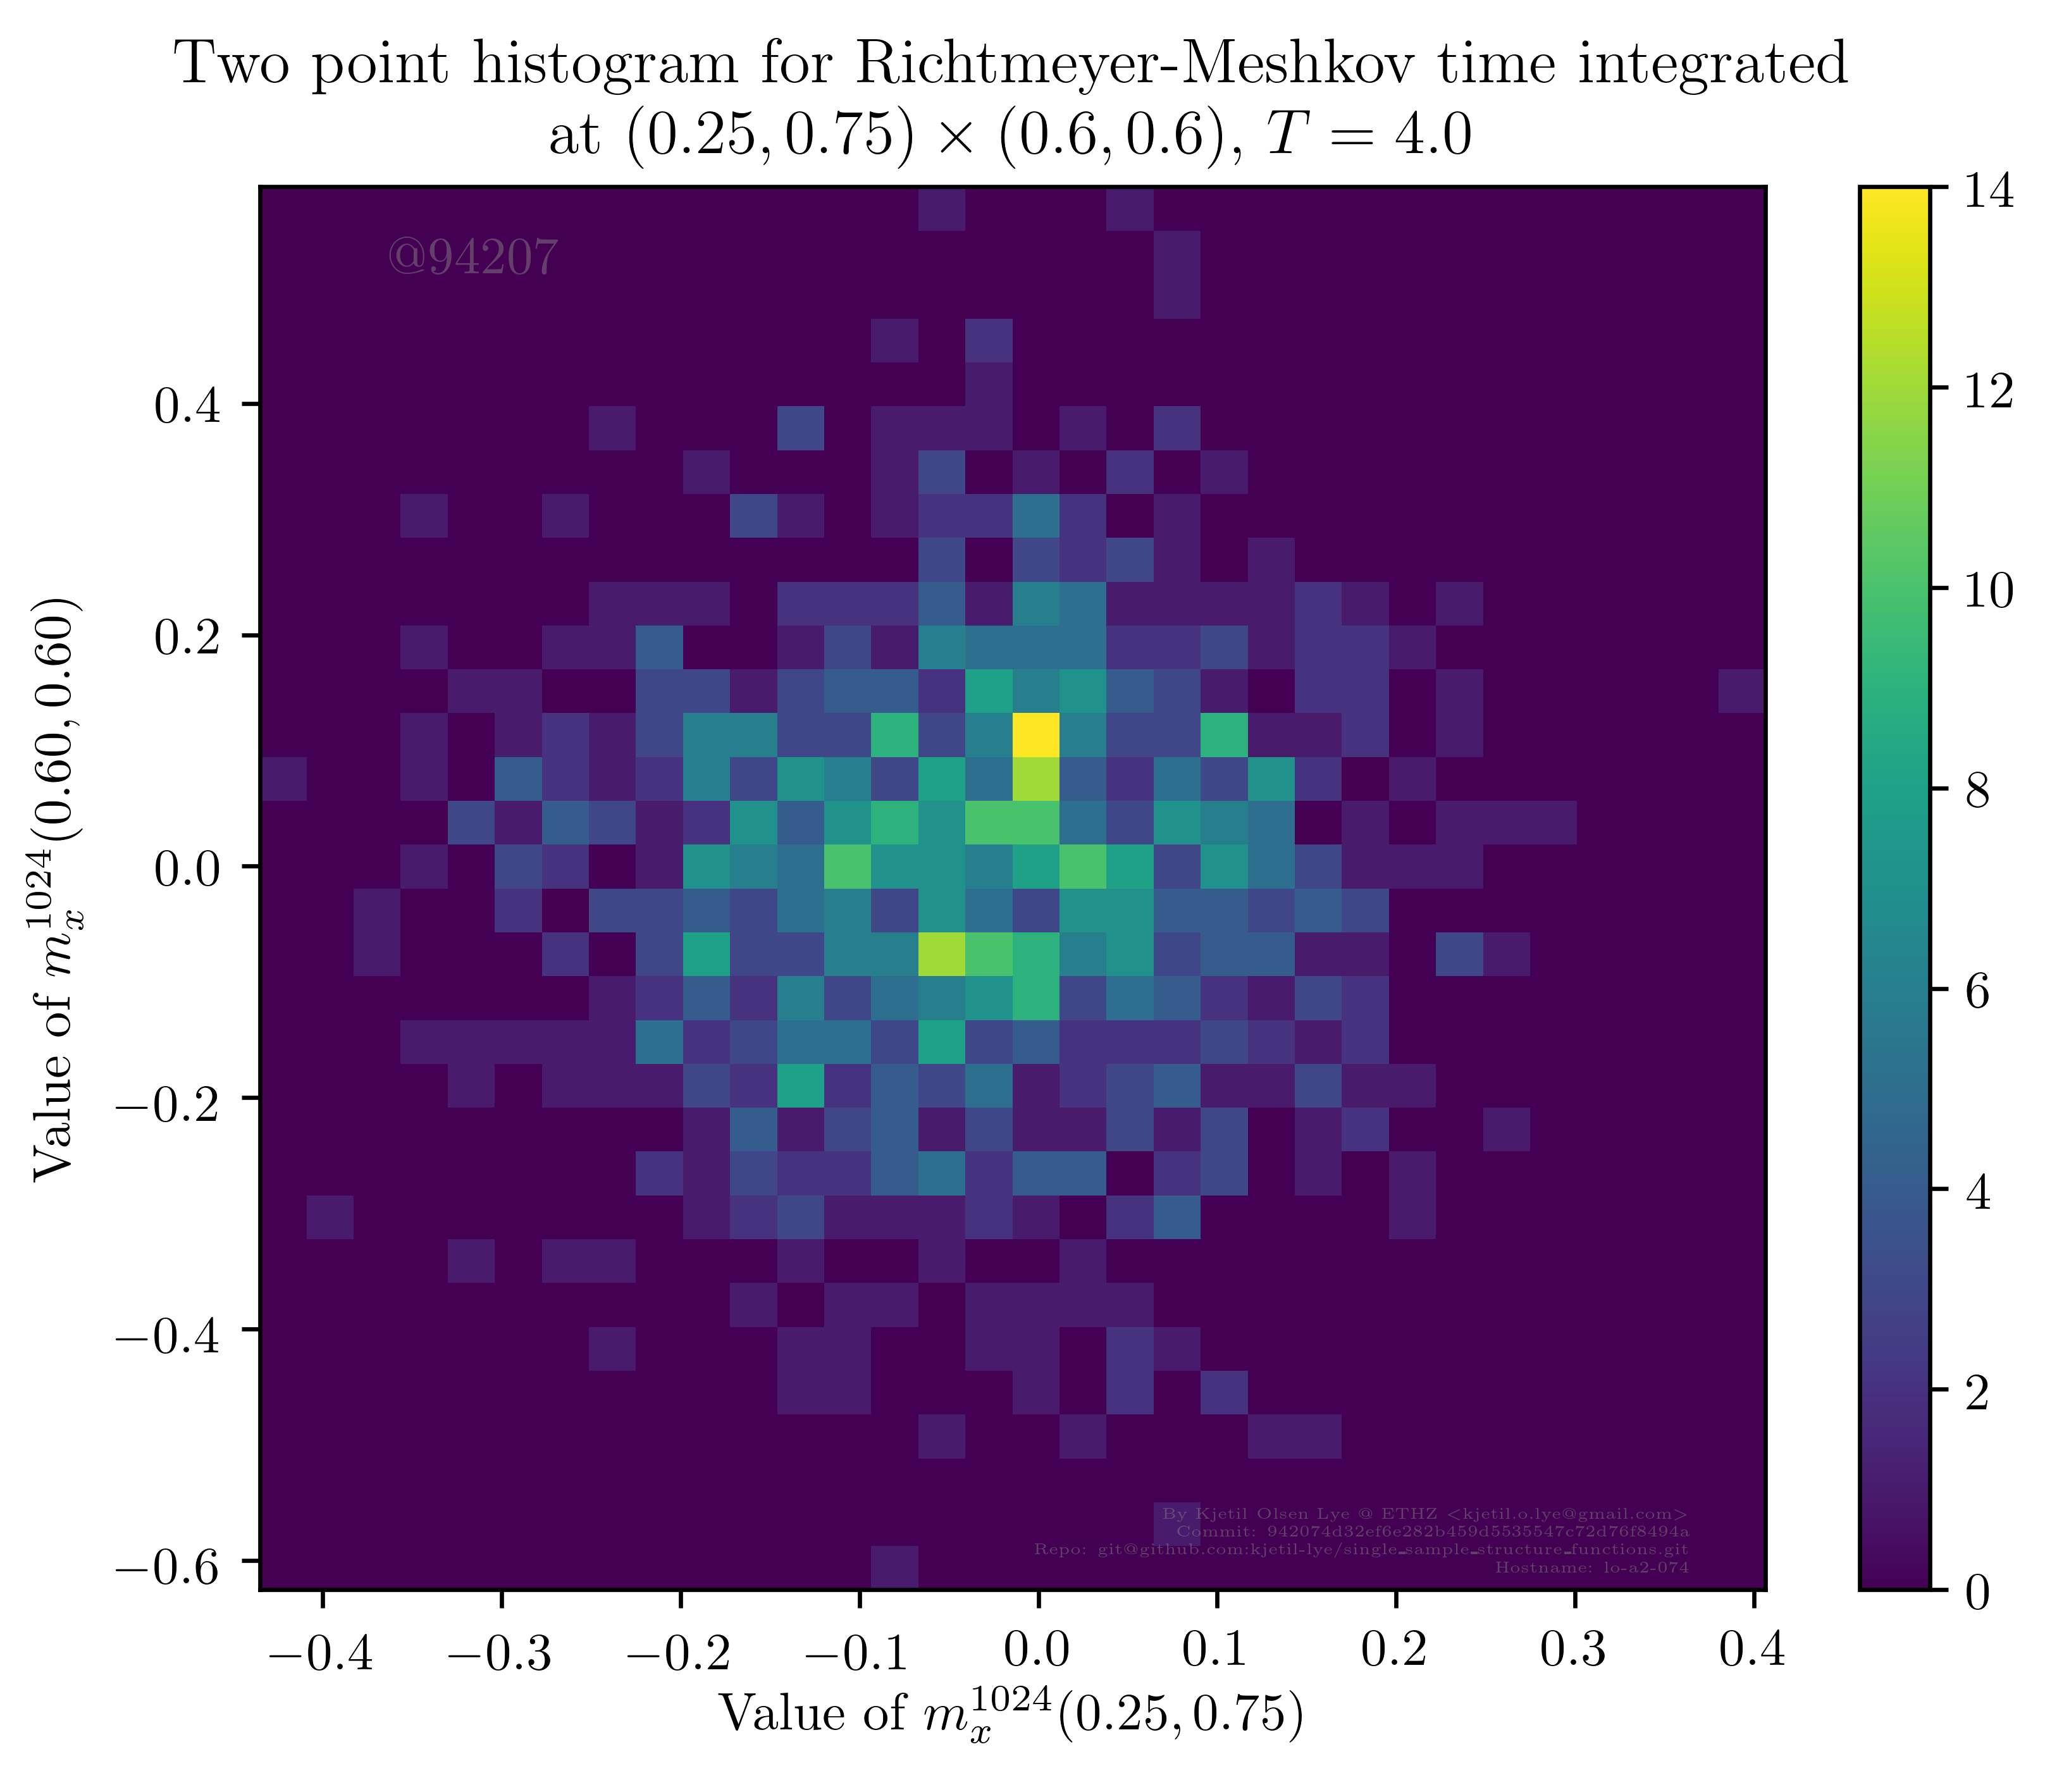 Two point histogram for Richtmeyer-Meshkov time integrated
at (0.25, 0.75) × (0.6, 0.6), T = 4.0
@94207
14
12
10
8
6
4
2
0
Value of m_x^1024(0.60, 0.60)
0.4
0.2
0.0
−0.2
−0.4
−0.6
By Kjetil Olsen Lye @ ETHZ <kjetil.o.lye@gmail.com>
Commit: 942074d32ef6e282b459d5535547c72d76f8494a
Repo: git@github.com:kjetil-lye/single_sample_structure_functions.git
Hostname: lo-a2-074
−0.4 −0.3 −0.2 −0.1 0.0 0.1 0.2 0.3 0.4
Value of m_x^1024(0.25, 0.75)